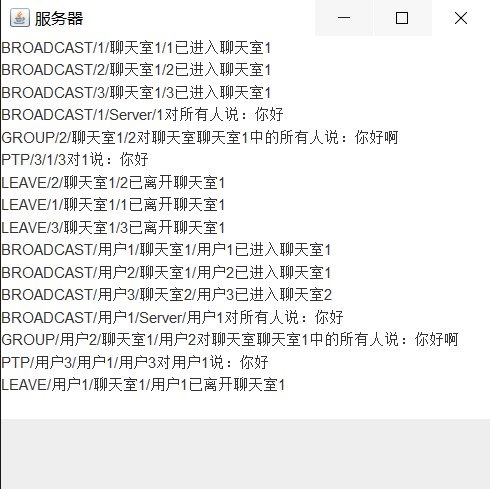 服务器
BROADCAST/1/聊天室1/1已进入聊天室1
BROADCAST/2/聊天室1/2已进入聊天室1
BROADCAST/3/聊天室1/3已进入聊天室1
BROADCAST/1/Server/1对所有人说：你好
GROUP/2/聊天室1/2对聊天室聊天室1中的所有人说：你好啊
PTP/3/1/3对1说：你好
LEAVE/2/聊天室1/2已离开聊天室1
LEAVE/1/聊天室1/1已离开聊天室1
LEAVE/3/聊天室1/3已离开聊天室1
BROADCAST/用户1/聊天室1/用户1已进入聊天室1
BROADCAST/用户2/聊天室1/用户2已进入聊天室1
BROADCAST/用户3/聊天室2/用户3已进入聊天室2
BROADCAST/用户1/Server/用户1对所有人说：你好
GROUP/用户2/聊天室1/用户2对聊天室聊天室1中的所有人说：你好啊
PTP/用户3/用户1/用户3对用户1说：你好
LEAVE/用户1/聊天室1/用户1已离开聊天室1